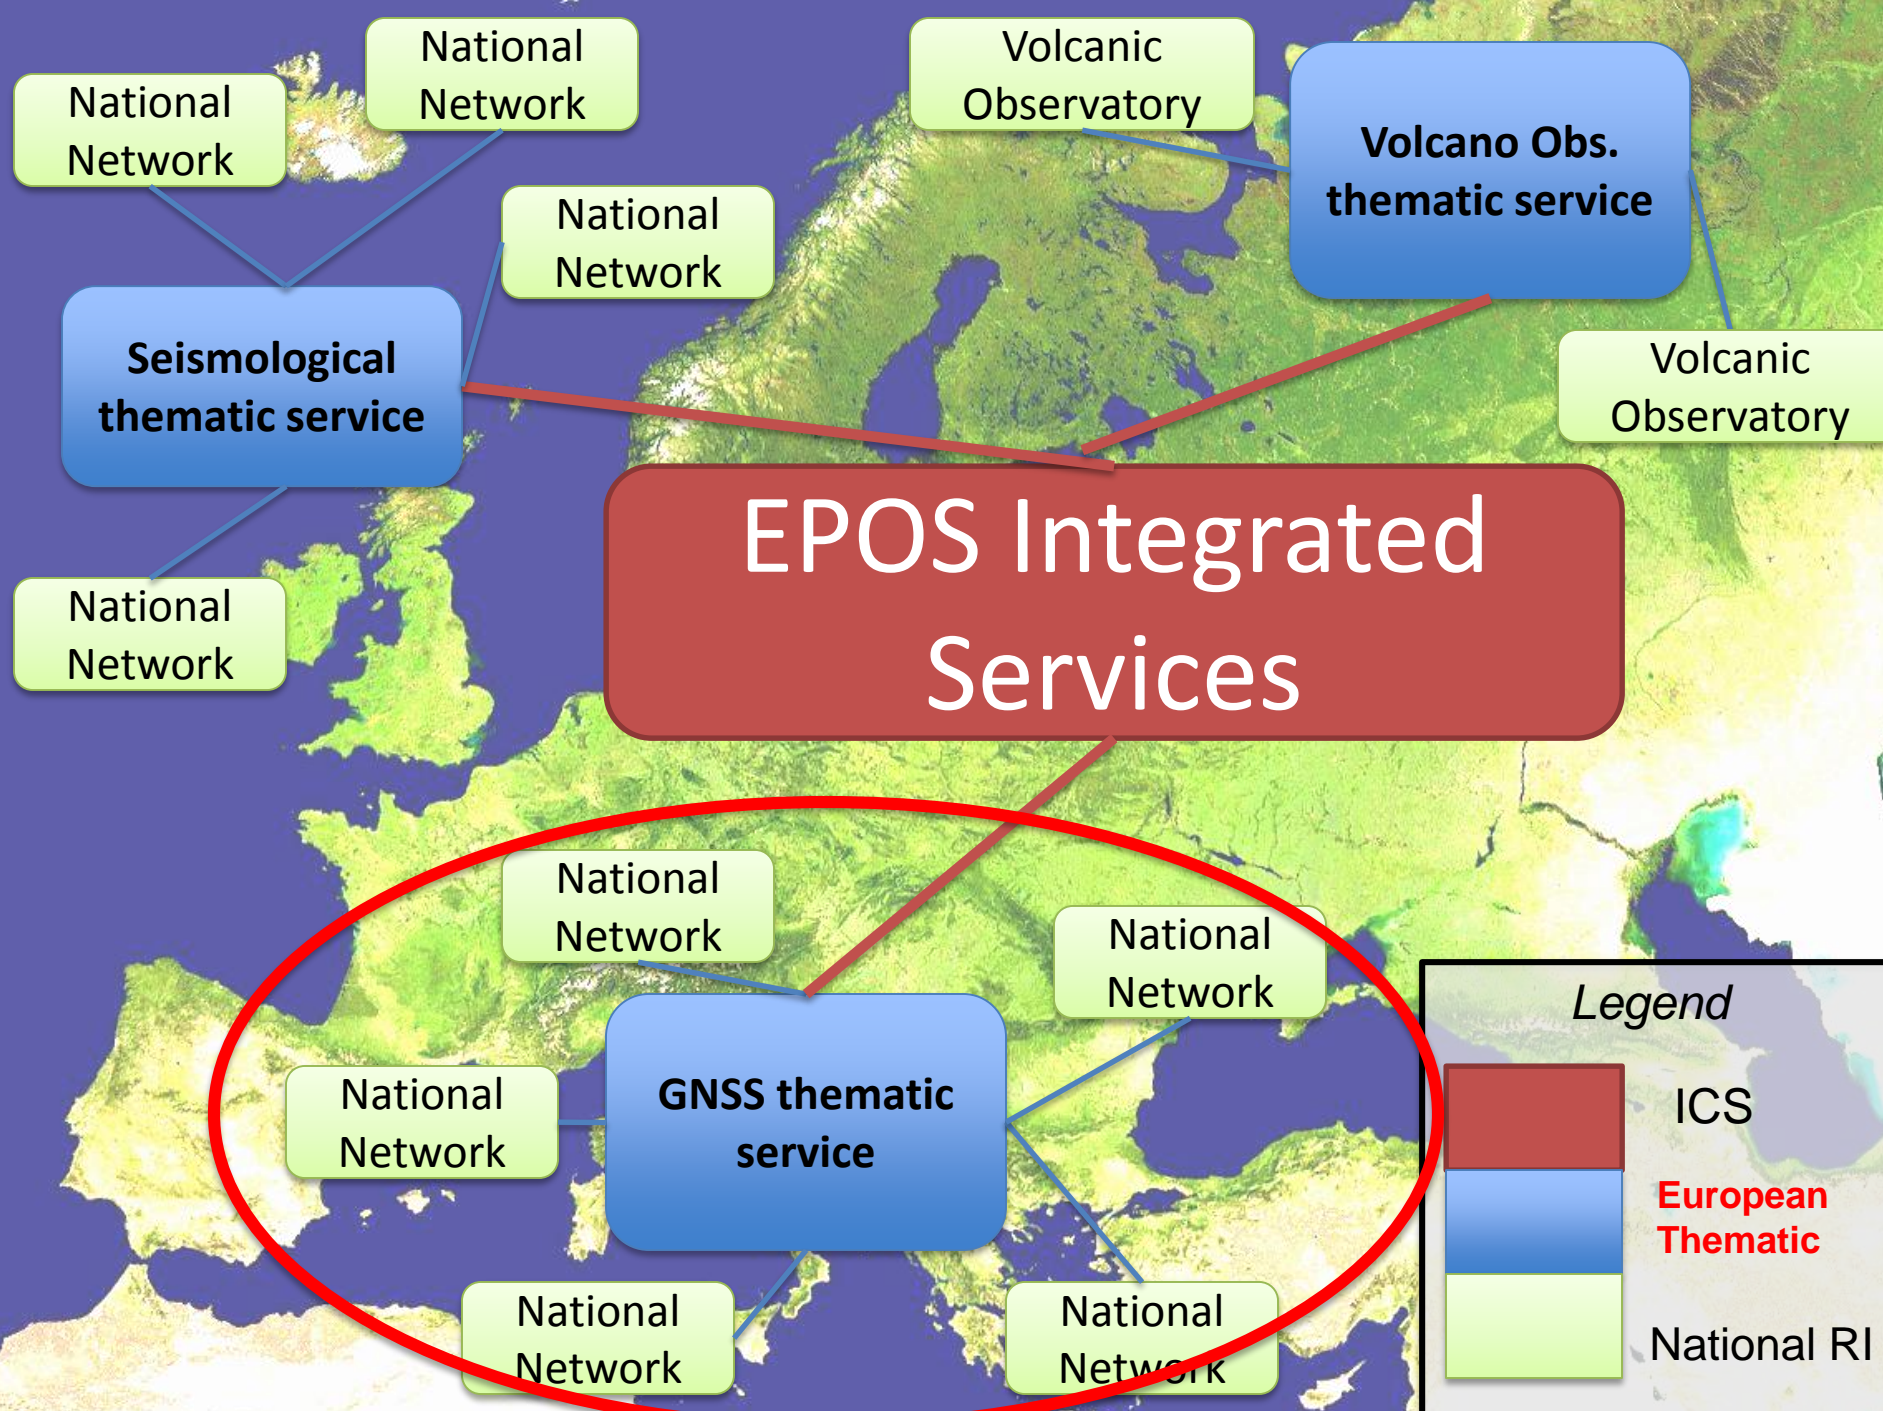 National
Network
National
Network
Volcanic
Observatory
Volcano Obs.
thematic service
National
Network
Seismological
thematic service
Volcanic
Observatory
EPOS Integrated
Services
National
Network
National
Network
National
Network
Legend
National
Network
GNSS thematic
service
ICS
European
Thematic
National
Network
National
Network
National RI